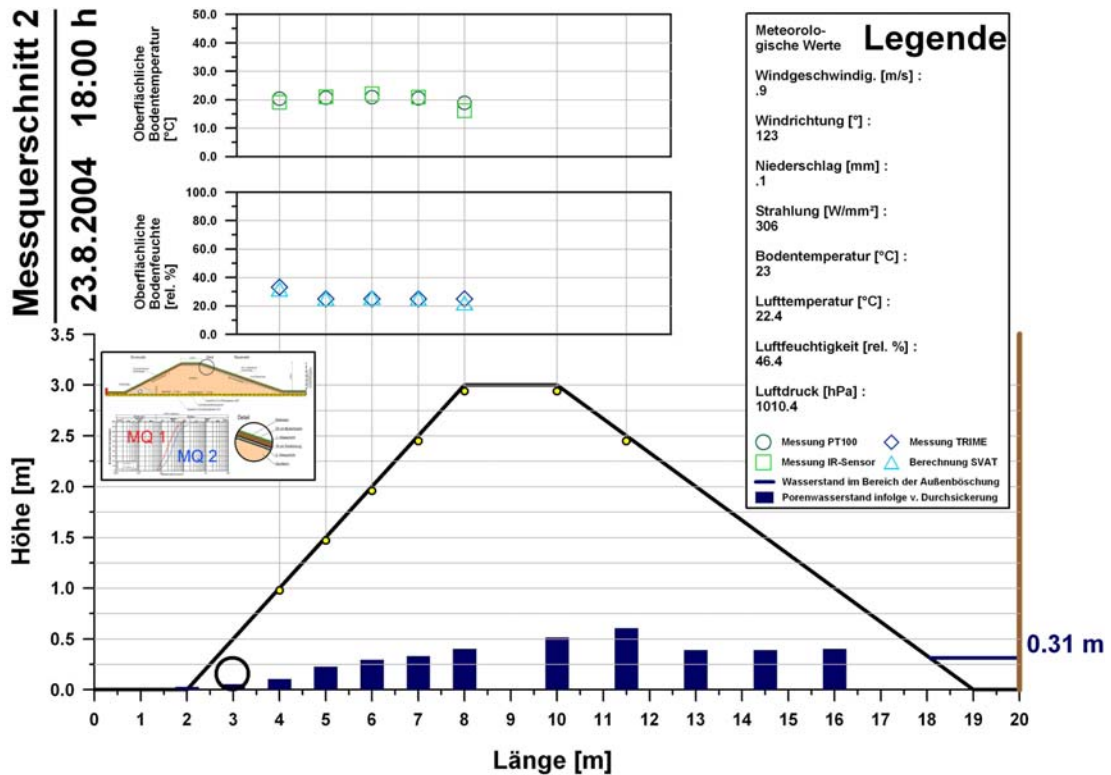 Messquerschnitt 2
23.8.2004 18:00 h
Oberflächliche
Bodentemperatur
[°C]
50.0
40.0
30.0
20.0
10.0
0.0
Oberflächliche
Bodenfeuchte
[rel. %]
100.0
80.0
60.0
40.0
20.0
0.0
Meteorolo-
gische Werte
Legende
Windgeschwindig. [m/s] :
.9
Windrichtung [°] :
123
Niederschlag [mm] :
.1
Strahlung [W/mm²] :
306
Bodentemperatur [°C] :
23
Lufttemperatur [°C] :
22.4
Luftfeuchtigkeit [rel. %] :
46.4
Luftdruck [hPa] :
1010.4
Messung PT100
Messung TRIME
Messung IR-Sensor
Berechnung SVAT
Wasserstand im Bereich der Außenböschung
Porenwasserstand infolge v. Durchsickerung
Höhe [m]
3.5
3.0
2.5
2.0
1.5
1.0
0.5
0.0
MQ 1
MQ 2
Detail
0.31 m
0 1 2 3 4 5 6 7 8 9 10 11 12 13 14 15 16 17 18 19 20
Länge [m]